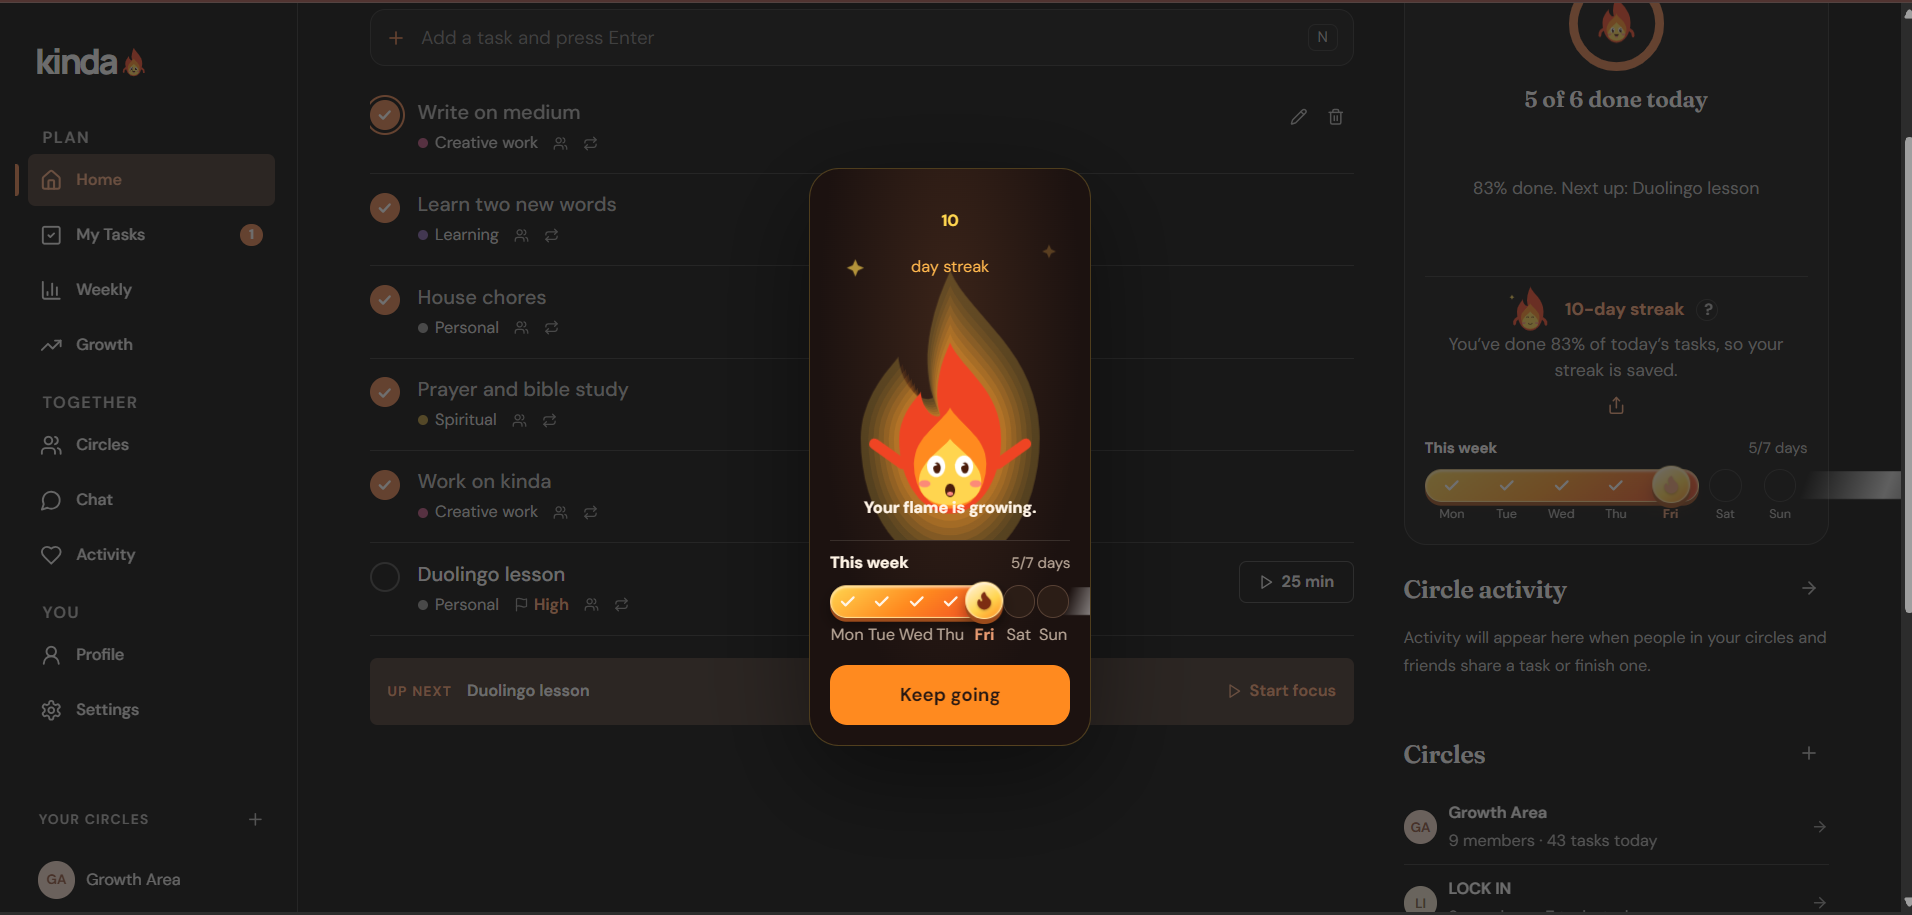 kinda
PLAN
Home
My Tasks
1
Weekly
Growth
TOGETHER
Circles
Chat
Activity
YOU
Profile
Settings
YOUR CIRCLES
GA
Growth Area
Add a task and press Enter
N
Write on medium
Creative work
Learn two new words
Learning
House chores
Personal
Prayer and bible study
Spiritual
Work on kinda
Creative work
Duolingo lesson
Personal
High
25 min
UP NEXT
Duolingo lesson
Start focus
10
day streak
Your flame is growing.
This week
5/7 days
Mon Tue Wed Thu Fri Sat Sun
Keep going
5 of 6 done today
83% done. Next up: Duolingo lesson
10-day streak
?
You've done 83% of today's tasks, so your
streak is saved.
This week
5/7 days
Mon Tue Wed Thu Fri Sat Sun
Circle activity
Activity will appear here when people in your circles and
friends share a task or finish one.
Circles
GA
Growth Area
9 members · 43 tasks today
LI
LOCK IN